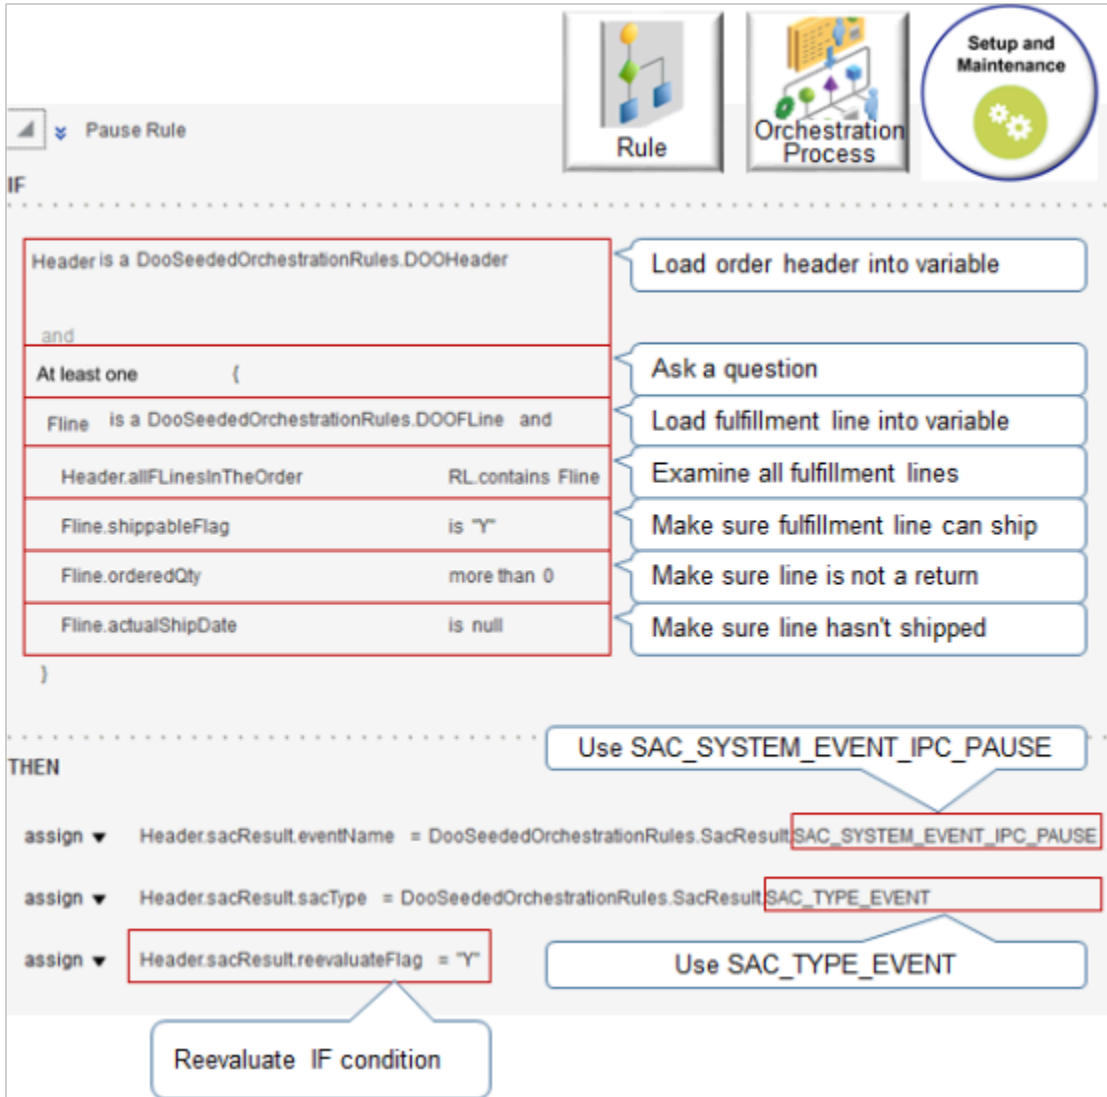 Setup and
Maintenance
Rule
Orchestration
Process
Pause Rule
IF
Header is a DooSeededOrchestrationRules.DOOHeader
Load order header into variable
and
At least one {
Ask a question
Fline is a DooSeededOrchestrationRules.DOOFLine and
Load fulfillment line into variable
Header.allFLinesInTheOrder RL.contains Fline
Examine all fulfillment lines
Fline.shippableFlag is "Y"
Make sure fulfillment line can ship
Fline.orderedQty more than 0
Make sure line is not a return
Fline.actualShipDate is null
Make sure line hasn't shipped
}
Use SAC_SYSTEM_EVENT_IPC_PAUSE
THEN
assign Header.sacResult.eventName = DooSeededOrchestrationRules.SacResult.SAC_SYSTEM_EVENT_IPC_PAUSE
assign Header.sacResult.sacType = DooSeededOrchestrationRules.SacResult.SAC_TYPE_EVENT
assign Header.sacResult.reevaluateFlag = "Y"
Use SAC_TYPE_EVENT
Reevaluate IF condition